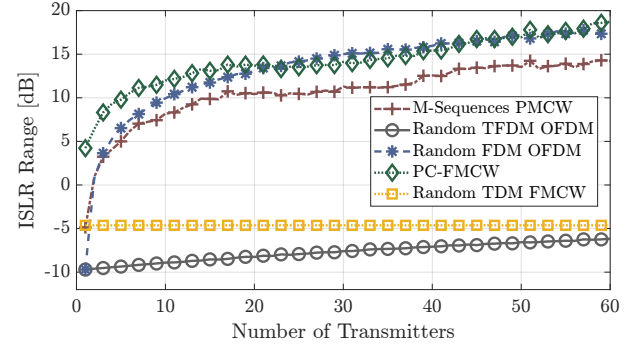 20
15
10
5
0
-5
-10
ISLR Range [dB]
M-Sequences PMCW
Random TFDM OFDM
Random FDM OFDM
PC-FMCW
Random TDM FMCW
0 10 20 30 40 50 60
Number of Transmitters